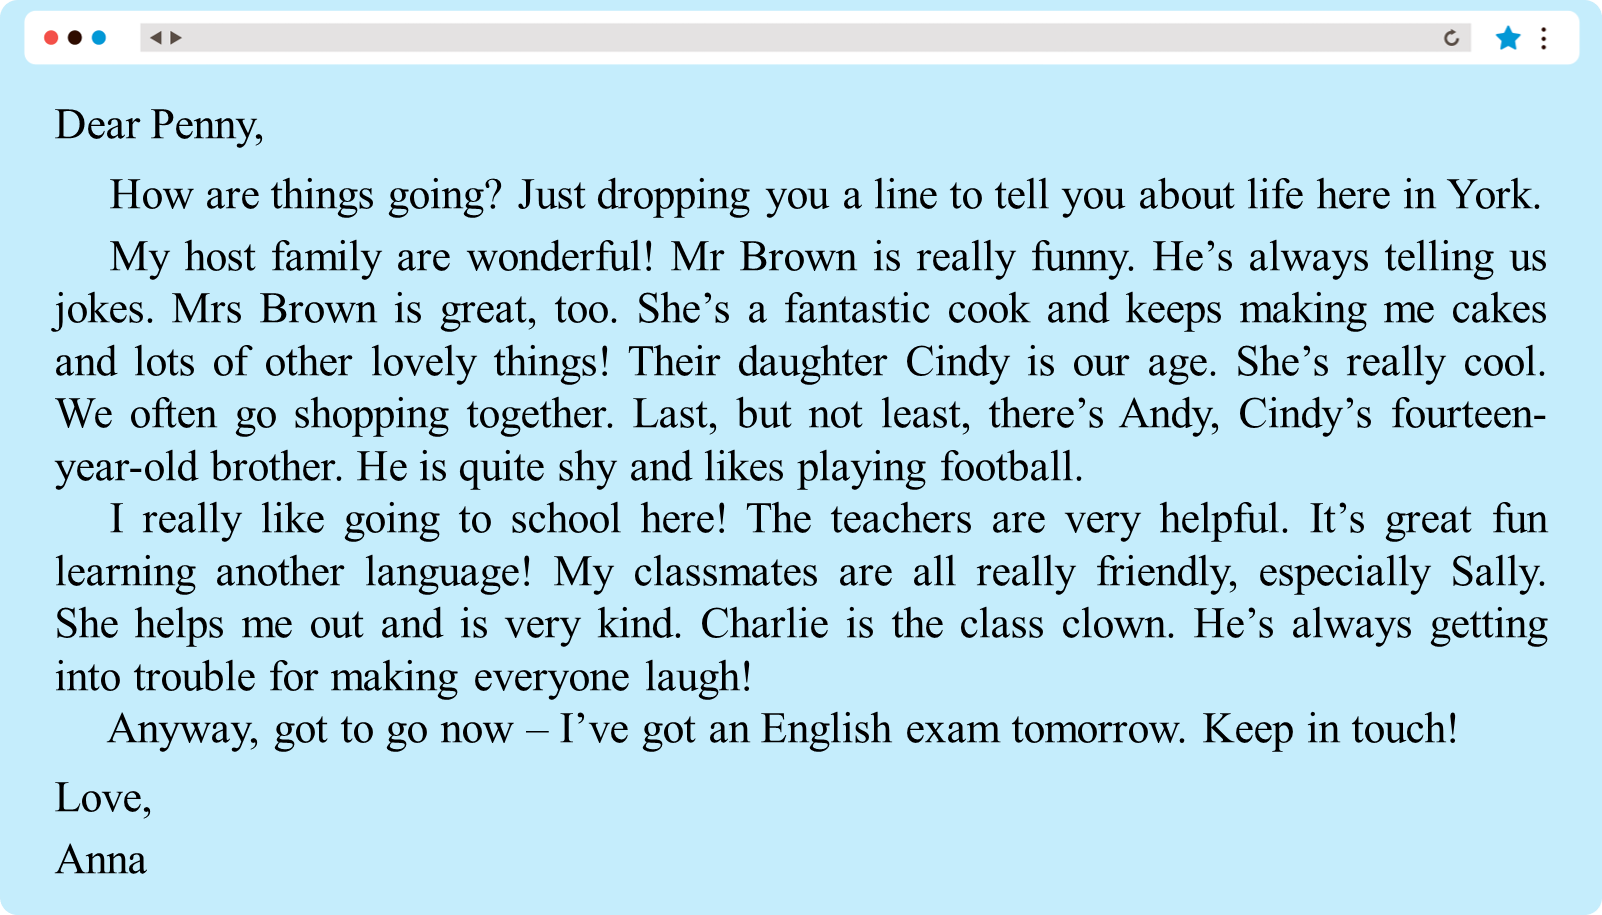 Dear Penny,
How are things going? Just dropping you a line to tell you about life here in York.
My host family are wonderful! Mr Brown is really funny. He’s always telling us
jokes. Mrs Brown is great, too. She’s a fantastic cook and keeps making me cakes
and lots of other lovely things! Their daughter Cindy is our age. She’s really cool.
We often go shopping together. Last, but not least, there’s Andy, Cindy’s fourteen-
year-old brother. He is quite shy and likes playing football.
I really like going to school here! The teachers are very helpful. It’s great fun
learning another language! My classmates are all really friendly, especially Sally.
She helps me out and is very kind. Charlie is the class clown. He’s always getting
into trouble for making everyone laugh!
Anyway, got to go now – I’ve got an English exam tomorrow. Keep in touch!
Love,
Anna